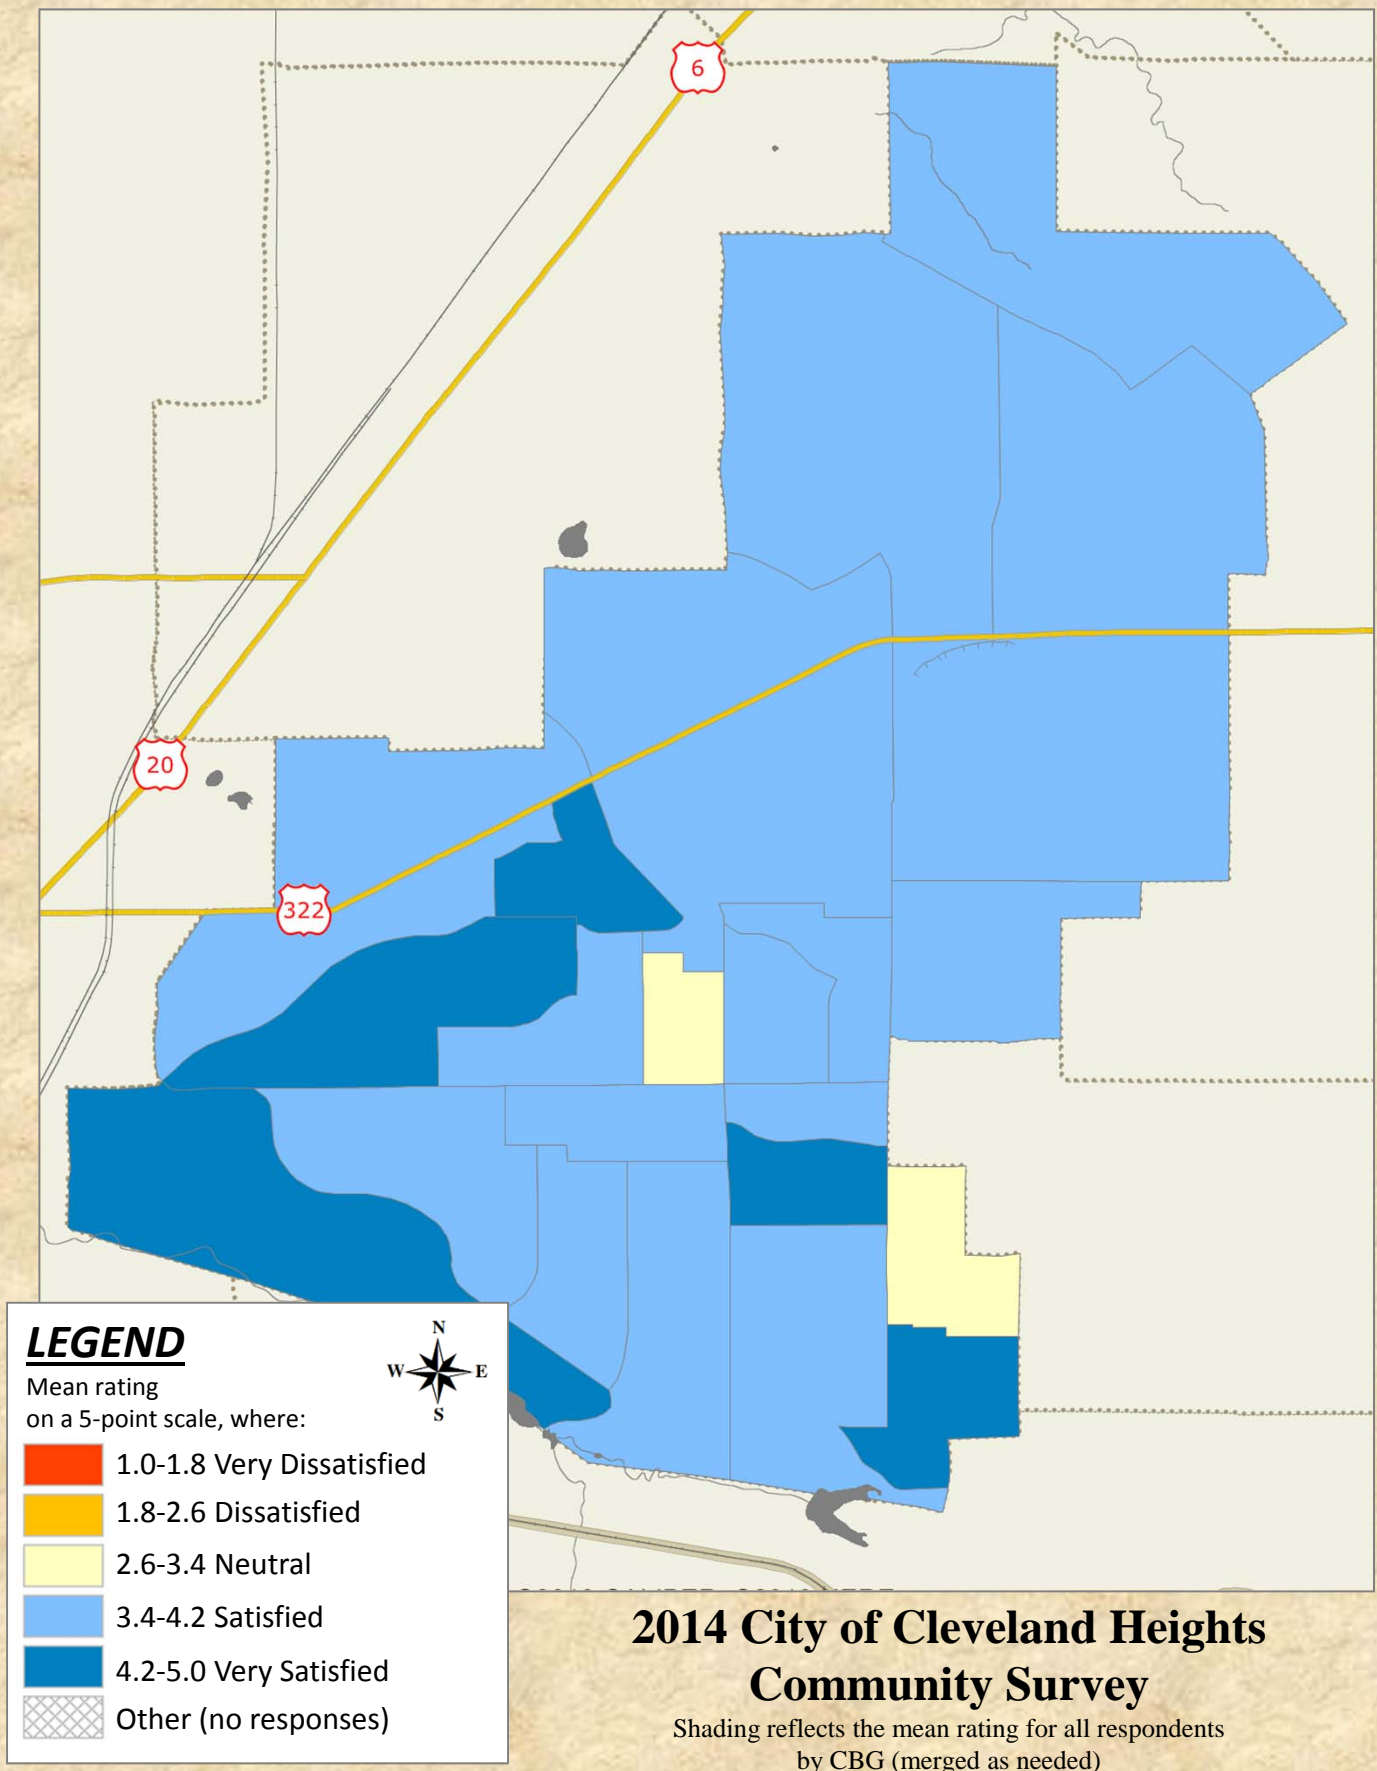 6
20
322
LEGEND
N
W E
S
Mean rating
on a 5-point scale, where:
1.0-1.8 Very Dissatisfied
1.8-2.6 Dissatisfied
2.6-3.4 Neutral
3.4-4.2 Satisfied
4.2-5.0 Very Satisfied
Other (no responses)
2014 City of Cleveland Heights
Community Survey
Shading reflects the mean rating for all respondents
by CBG (merged as needed)